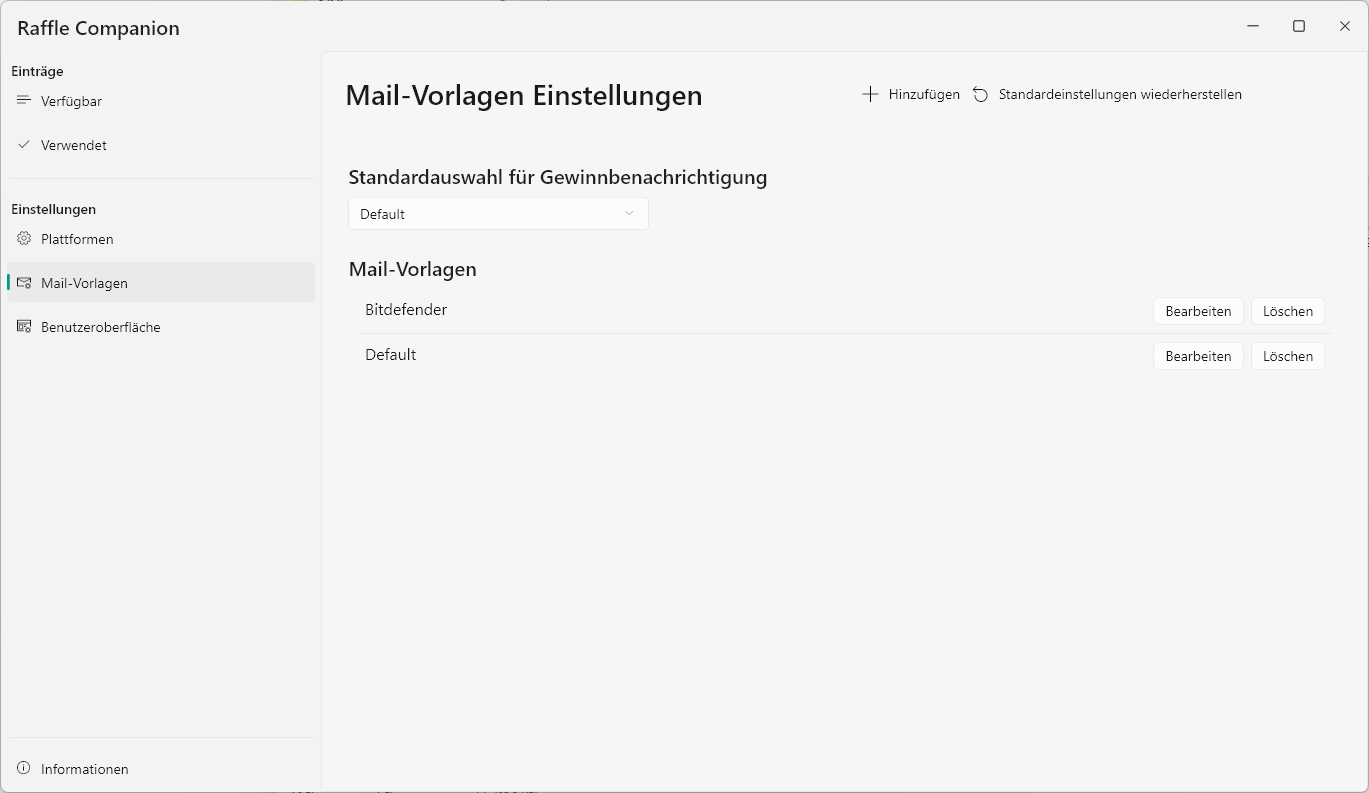 Raffle Companion
Einträge
Verfügbar
Verwendet
Einstellungen
Plattformen
Mail-Vorlagen
Benutzeroberfläche
Informationen
Mail-Vorlagen Einstellungen
Hinzufügen
Standardeinstellungen wiederherstellen
Standardauswahl für Gewinnbenachrichtigung
Default
Mail-Vorlagen
Bitdefender
Bearbeiten
Löschen
Default
Bearbeiten
Löschen